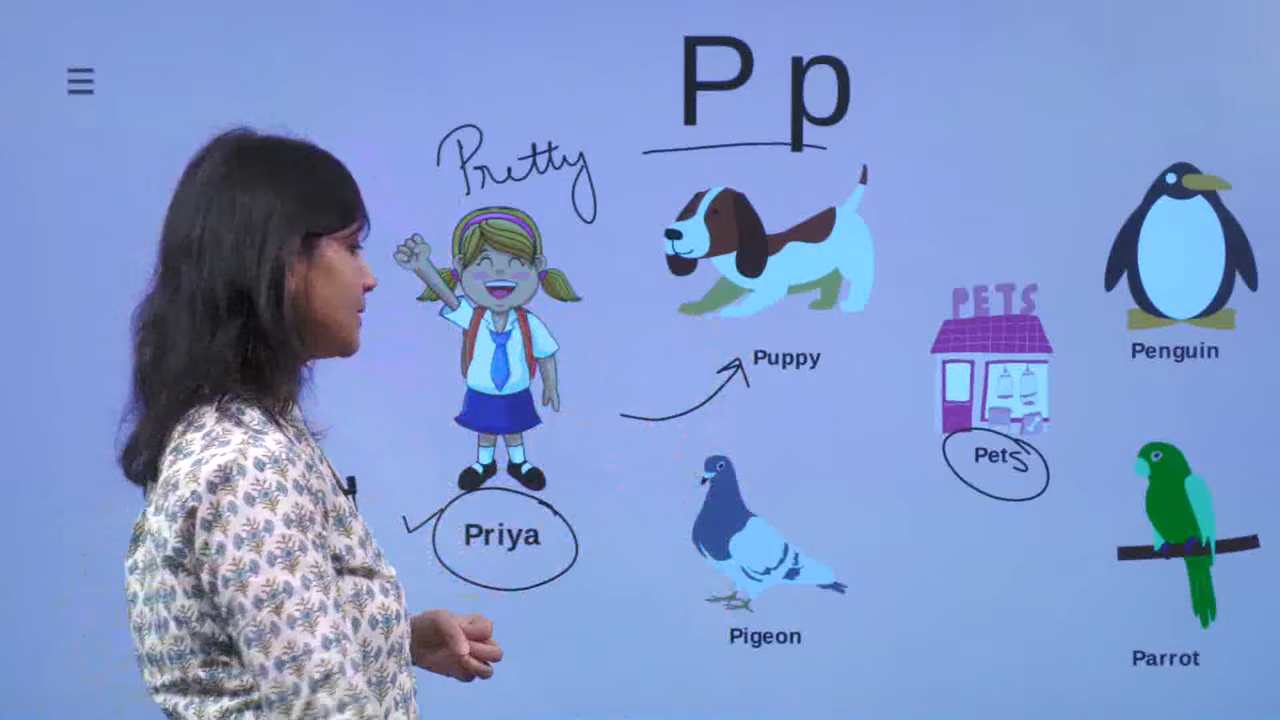 P p
Pretty
PETS
Puppy
Penguin
Pets
Priya
Pigeon
Parrot